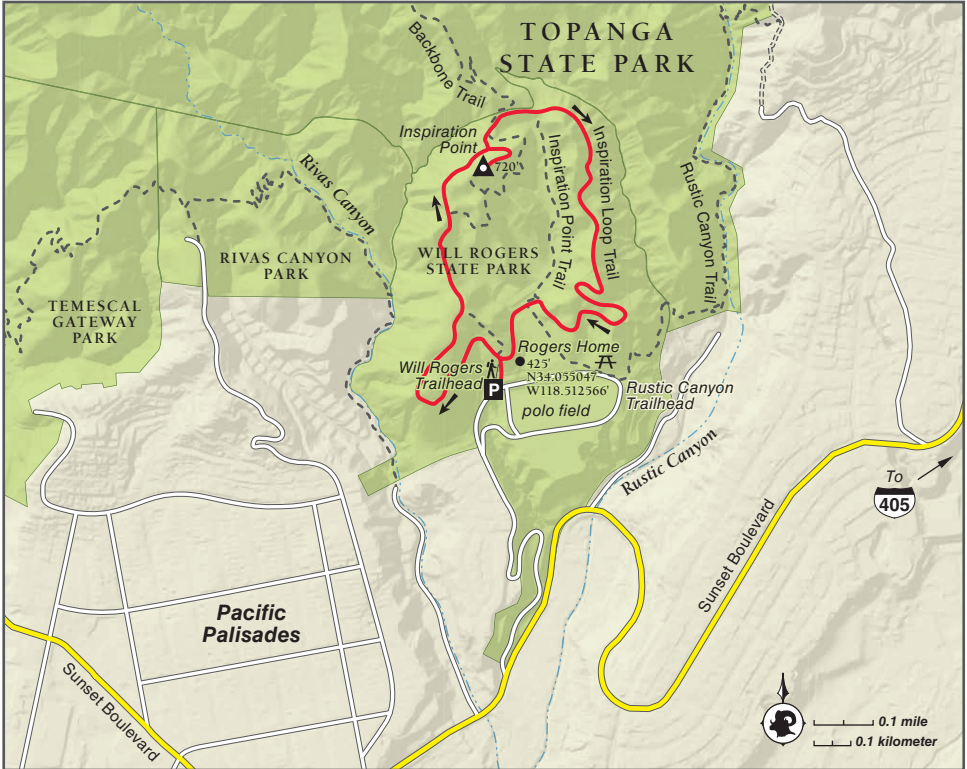 TOPANGA
STATE PARK
Backbone Trail
Inspiration
Point
720'
Inspiration Loop Trail
Inspiration Point Trail
Rustic Canyon Trail
Rivas Canyon
RIVAS CANYON
PARK
WILL ROGERS
STATE PARK
TEMESCAL
GATEWAY
PARK
Rogers Home
425'
N34.055047
W118.512566
Will Rogers
Trailhead
P
polo field
Rustic Canyon
Trailhead
Rustic Canyon
To
405
Sunset Boulevard
Pacific
Palisades
Sunset Boulevard
0.1 mile
0.1 kilometer